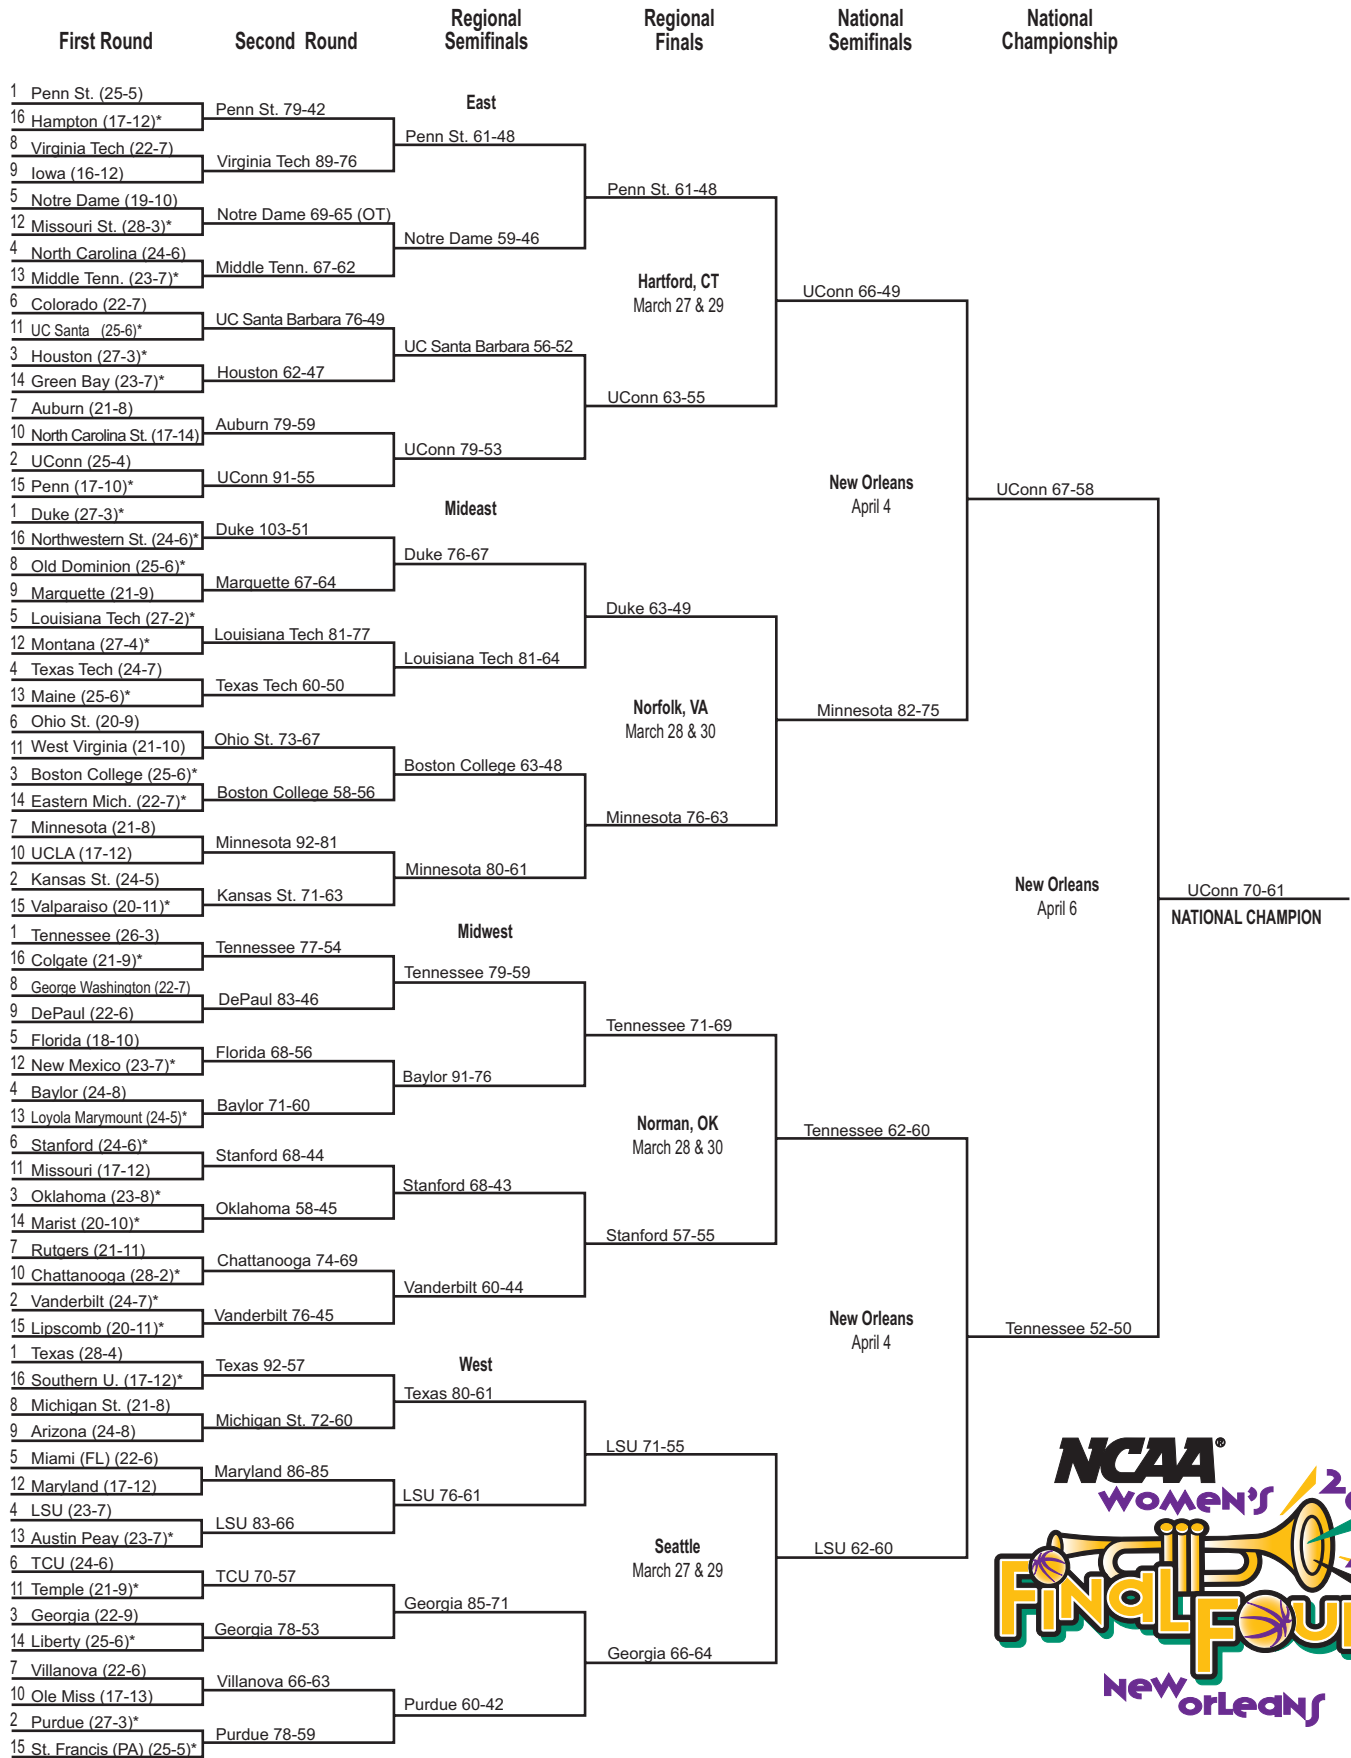 First Round
Second Round
Regional
Semifinals
Regional
Finals
National
Semifinals
National
Championship
1 Penn St. (25-5)
16 Hampton (17-12)*
8 Virginia Tech (22-7)
9 Iowa (16-12)
5 Notre Dame (19-10)
12 Missouri St. (28-3)*
4 North Carolina (24-6)
13 Middle Tenn. (23-7)*
6 Colorado (22-7)
11 UC Santa (25-6)*
3 Houston (27-3)*
14 Green Bay (23-7)*
7 Auburn (21-8)
10 North Carolina St. (17-14)
2 UConn (25-4)
15 Penn (17-10)*
1 Duke (27-3)*
16 Northwestern St. (24-6)*
8 Old Dominion (25-6)*
9 Marquette (21-9)
5 Louisiana Tech (27-2)*
12 Montana (27-4)*
4 Texas Tech (24-7)
13 Maine (25-6)*
6 Ohio St. (20-9)
11 West Virginia (21-10)
3 Boston College (25-6)*
14 Eastern Mich. (22-7)*
7 Minnesota (21-8)
10 UCLA (17-12)
2 Kansas St. (24-5)
15 Valparaiso (20-11)*
1 Tennessee (26-3)
16 Colgate (21-9)*
8 George Washington (22-7)
9 DePaul (22-6)
5 Florida (18-10)
12 New Mexico (23-7)*
4 Baylor (24-8)
13 Loyola Marymount (24-5)*
6 Stanford (24-6)*
11 Missouri (17-12)
3 Oklahoma (23-8)*
14 Marist (20-10)*
7 Rutgers (21-11)
10 Chattanooga (28-2)*
2 Vanderbilt (24-7)*
15 Lipscomb (20-11)*
1 Texas (28-4)
16 Southern U. (17-12)*
8 Michigan St. (21-8)
9 Arizona (24-8)
5 Miami (FL) (22-6)
12 Maryland (17-12)
4 LSU (23-7)
13 Austin Peay (23-7)*
6 TCU (24-6)
11 Temple (21-9)*
3 Georgia (22-9)
14 Liberty (25-6)*
7 Villanova (22-6)
10 Ole Miss (17-13)
2 Purdue (27-3)*
15 St. Francis (PA) (25-5)*
Penn St. 79-42
Virginia Tech 89-76
Notre Dame 69-65 (OT)
Middle Tenn. 67-62
UC Santa Barbara 76-49
Houston 62-47
Auburn 79-59
UConn 91-55
Duke 103-51
Marquette 67-64
Louisiana Tech 81-77
Texas Tech 60-50
Ohio St. 73-67
Boston College 58-56
Minnesota 92-81
Kansas St. 71-63
Tennessee 77-54
DePaul 83-46
Florida 68-56
Baylor 71-60
Stanford 68-44
Oklahoma 58-45
Chattanooga 74-69
Vanderbilt 76-45
Texas 92-57
Michigan St. 72-60
Maryland 86-85
LSU 83-66
TCU 70-57
Georgia 78-53
Villanova 66-63
Purdue 78-59
East
Penn St. 61-48
Notre Dame 59-46
UC Santa Barbara 56-52
UConn 79-53
Mideast
Duke 76-67
Louisiana Tech 81-64
Boston College 63-48
Minnesota 80-61
Midwest
Tennessee 79-59
Baylor 91-76
Stanford 68-43
Vanderbilt 60-44
West
Texas 80-61
LSU 76-61
Georgia 85-71
Purdue 60-42
Penn St. 61-48
Hartford, CT
March 27 & 29
UConn 63-55
Duke 63-49
Norfolk, VA
March 28 & 30
Minnesota 76-63
Tennessee 71-69
Norman, OK
March 28 & 30
Stanford 57-55
LSU 71-55
Seattle
March 27 & 29
Georgia 66-64
UConn 66-49
New Orleans
April 4
Minnesota 82-75
Tennessee 62-60
New Orleans
April 4
LSU 62-60
UConn 67-58
New Orleans
April 6
Tennessee 52-50
UConn 70-61
NATIONAL CHAMPION
NCAA®
WOMEN'S
FINAL FOU
NEW ORLEANS